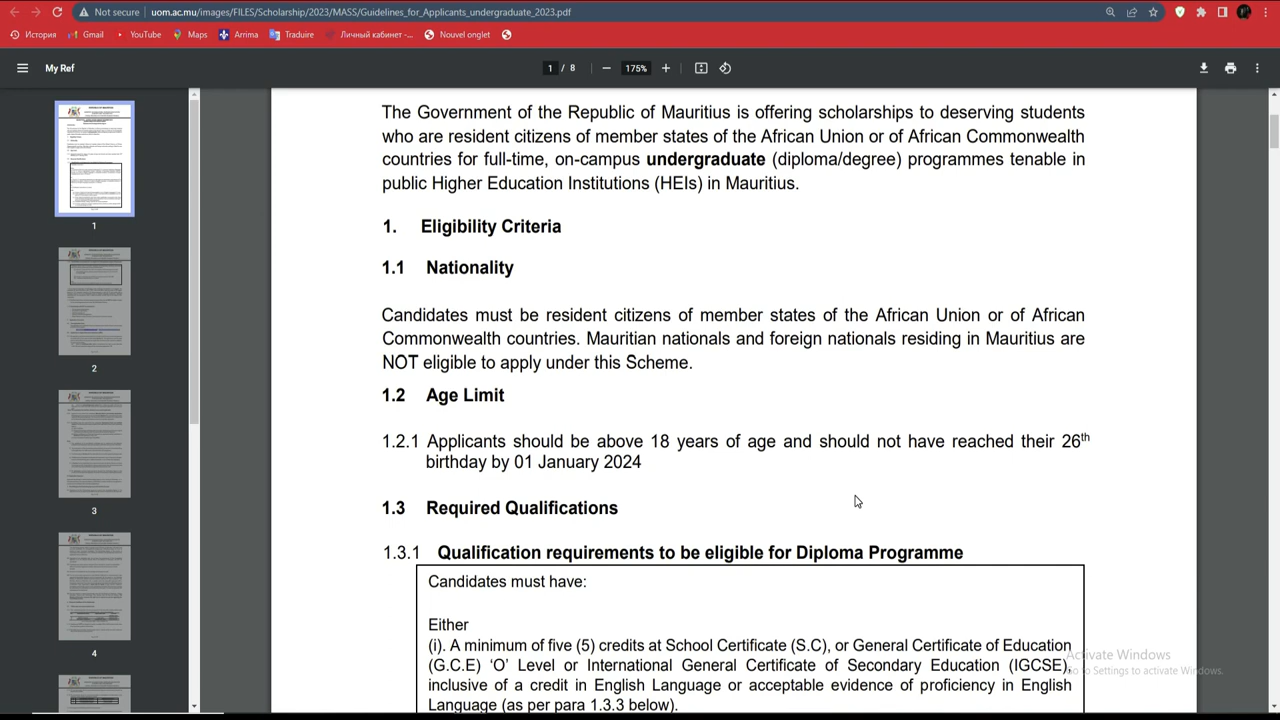 Not secure | uom.ac.mu/images/FILES/Scholarship/2023/MASS/Guidelines_for_Applicants_undergraduate_2023.pdf
История Gmail YouTube Maps Arrima Traduire Личный кабинет -... Nouvel onglet
My Ref 1 / 8 175%
The Government of the Republic of Mauritius is offering scholarships to deserving students
who are resident citizens of member states of the African Union or of African Commonwealth
countries for full-time, on-campus undergraduate (diploma/degree) programmes tenable in
public Higher Education Institutions (HEIs) in Mauritius.
1. Eligibility Criteria
1.1 Nationality
Candidates must be resident citizens of member states of the African Union or of African
Commonwealth countries. Mauritian nationals and foreign nationals residing in Mauritius are
NOT eligible to apply under this Scheme.
1.2 Age Limit
1.2.1 Applicants should be above 18 years of age and should not have reached their 26th
birthday by 01 January 2024
1.3 Required Qualifications
1.3.1 Qualification requirements to be eligible for Diploma Programme
Candidates must have:
Either
(i). A minimum of five (5) credits at School Certificate (S.C), or General Certificate of Education
(G.C.E) 'O' Level or International General Certificate of Secondary Education (IGCSE),
inclusive of a credit in English Language or acceptable evidence of proficiency in English
Language (as per para 1.3.3 below).
1
2
3
4
Activate Windows
Go to Settings to activate Windows.